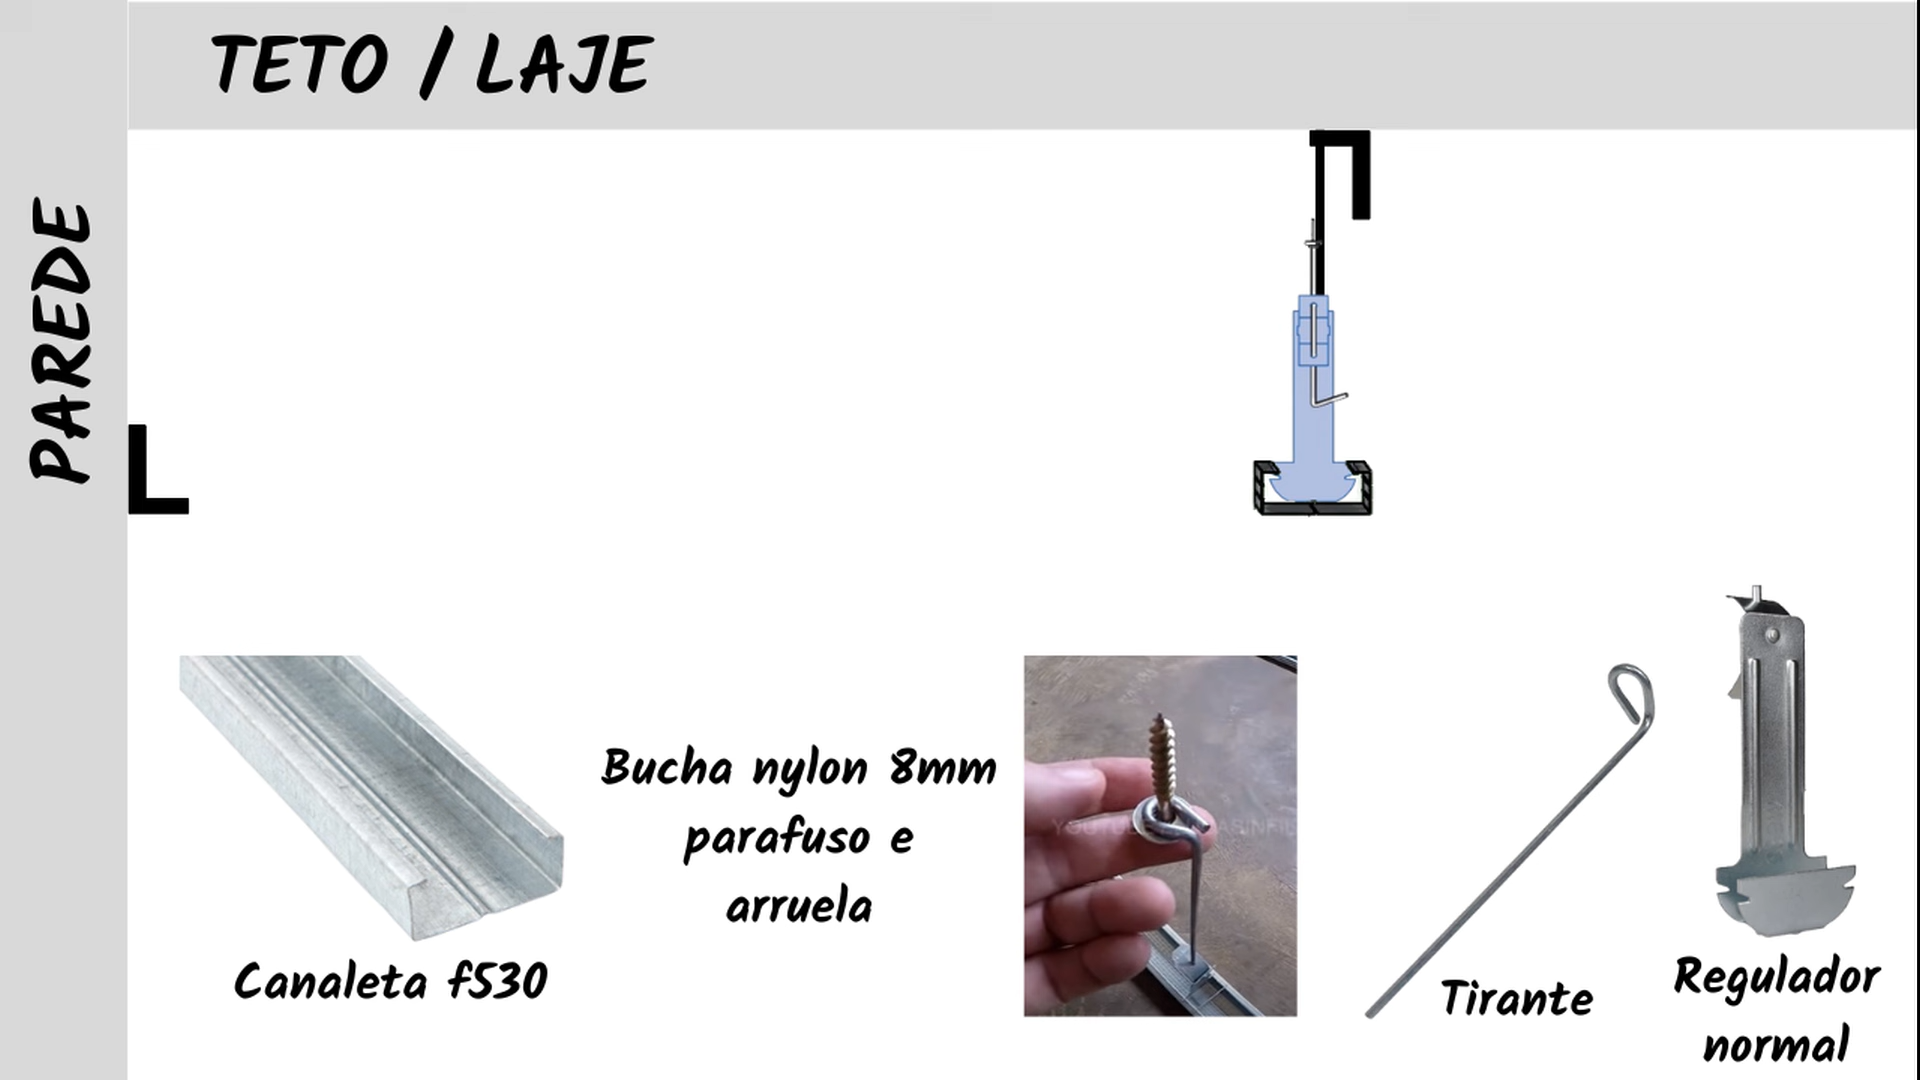 TETO / LAJE
PAREDE
Bucha nylon 8mm
parafuso e
arruela
Canaleta f530
Tirante
Regulador
normal